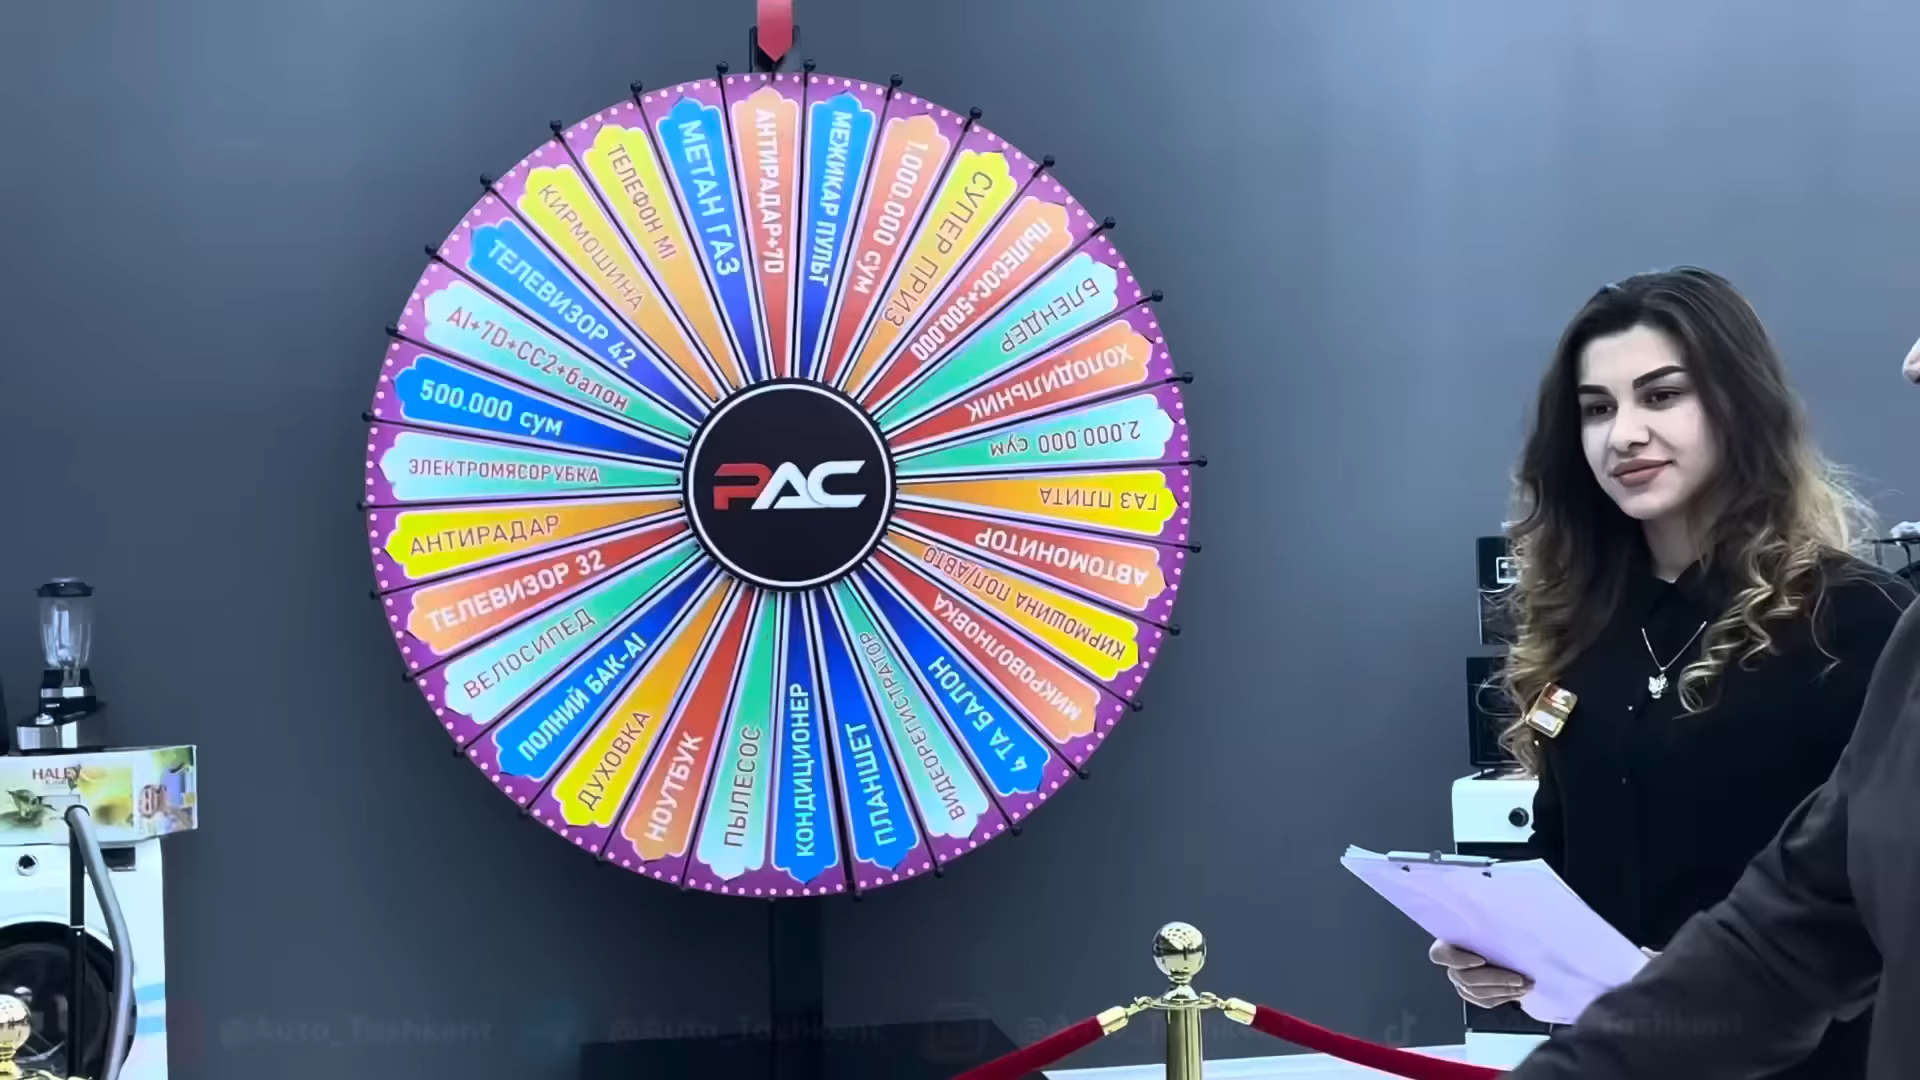 АНТИРАДАР+7D
МЕЖИКАР ПУЛЬТ
1.000.000 СУМ
СУПЕР ПРИЗ
ПЫЛЕСОС+500.000
БЛЕНДЕР
ХОЛОДИЛЬНИК
2.000.000 сум
ГАЗ ПЛИТА
АВТОМОНИТОР
КИРМОШИНА ПОЛ/АВТО
МИКРОВОЛНОВКА
4 ТА БАЛОН
ВИДЕОРЕГИСТРАТОР
ПЛАНШЕТ
КОНДИЦИОНЕР
ПЫЛЕСОС
НОУТБУК
ДУХОВКА
ПОЛНИЙ БАК-AI
ВЕЛОСИПЕД
ТЕЛЕВИЗОР 32
АНТИРАДАР
ЭЛЕКТРОМЯСОРУБКА
500.000 сум
AI+7D+CC2+балон
ТЕЛЕВИЗОР 42
КИРМОШИНА
ТЕЛЕФОН MI
МЕТАН ГАЗ
PAC
HALEY
@Auto_Tashkent
@Auto_Tashkent